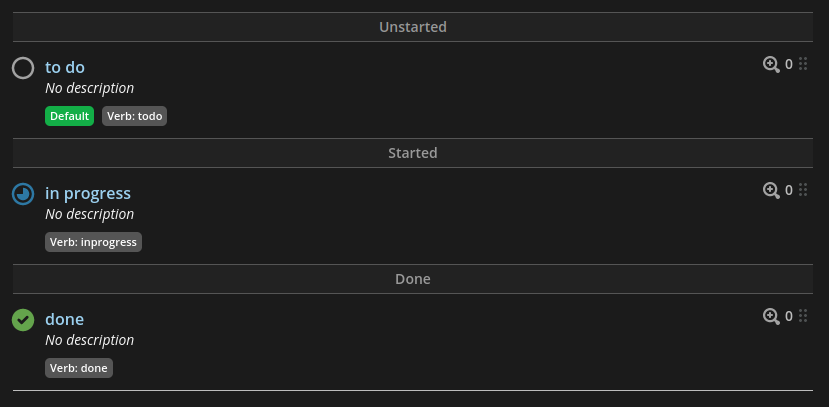 Unstarted
to do
0
No description
Default
Verb: todo
Started
in progress
0
No description
Verb: inprogress
Done
done
0
No description
Verb: done